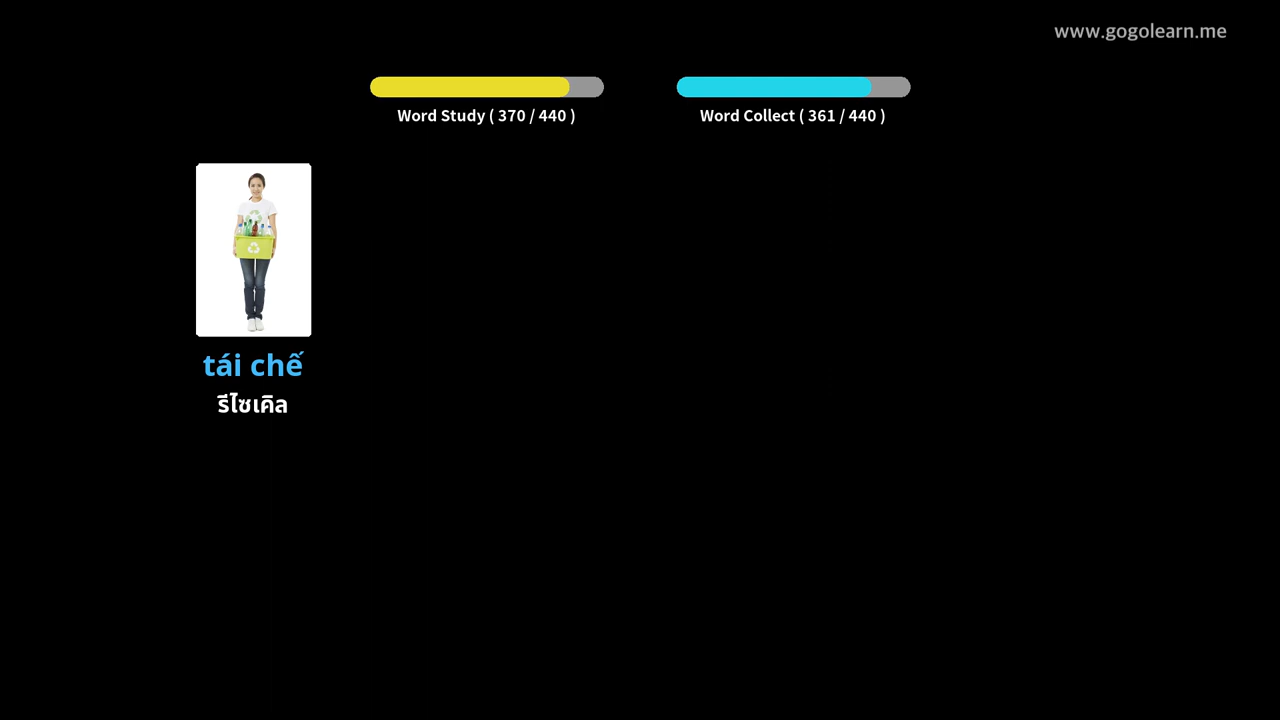 www.gogolearn.me
Word Study ( 370 / 440 )
Word Collect ( 361 / 440 )
tái chế
รีไซเคิล